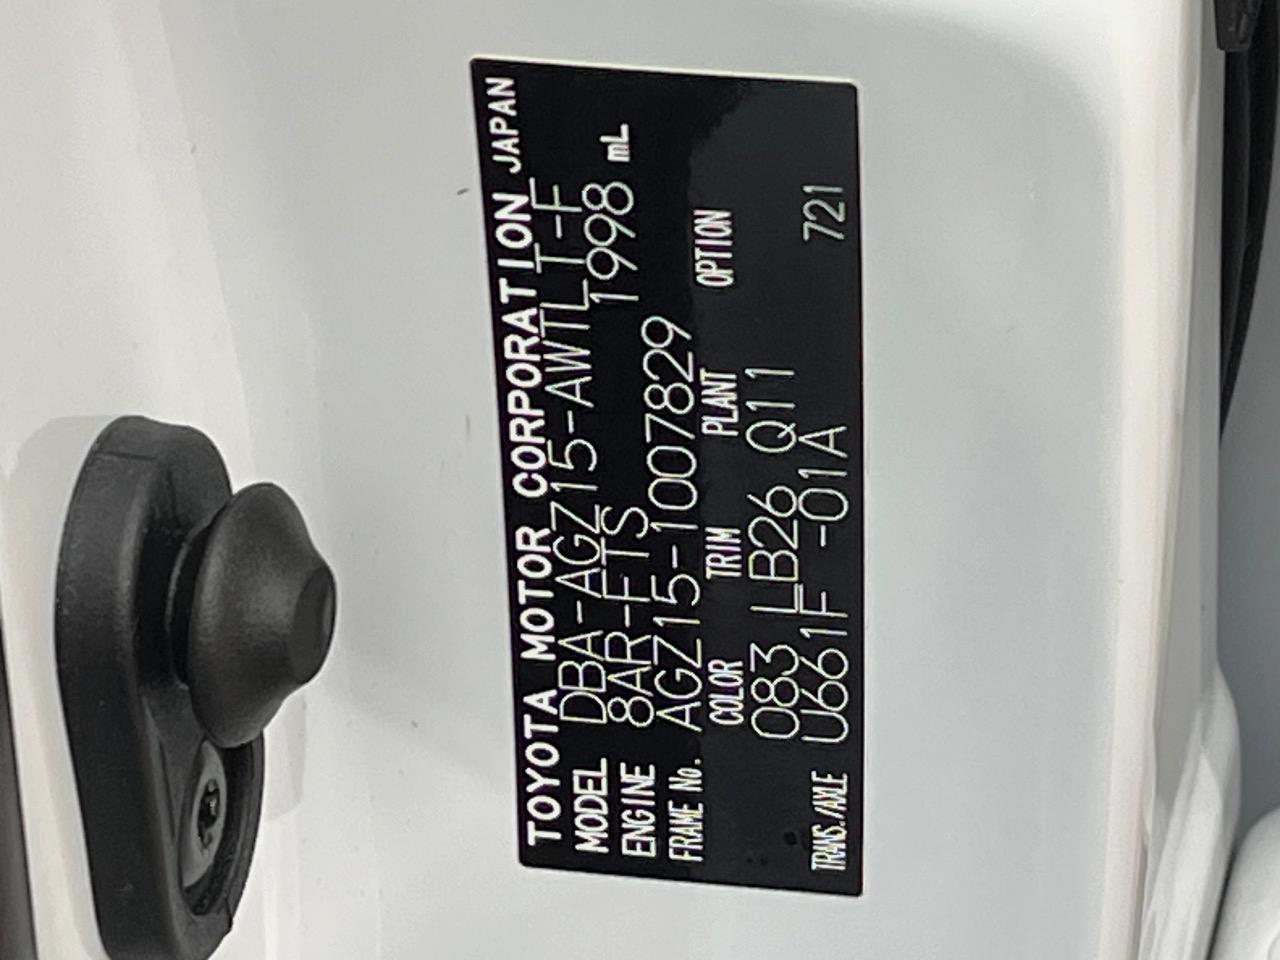 TOYOTA MOTOR CORPORATION JAPAN
MODEL DBA-AGZ15-AWTLT-F
ENGINE 8AR-FTS 1998 mL
FRAME No. AGZ15-1007829
COLOR TRIM PLANT OPTION
083 LB26 Q11
TRANS./AXLE U661F -01A 721